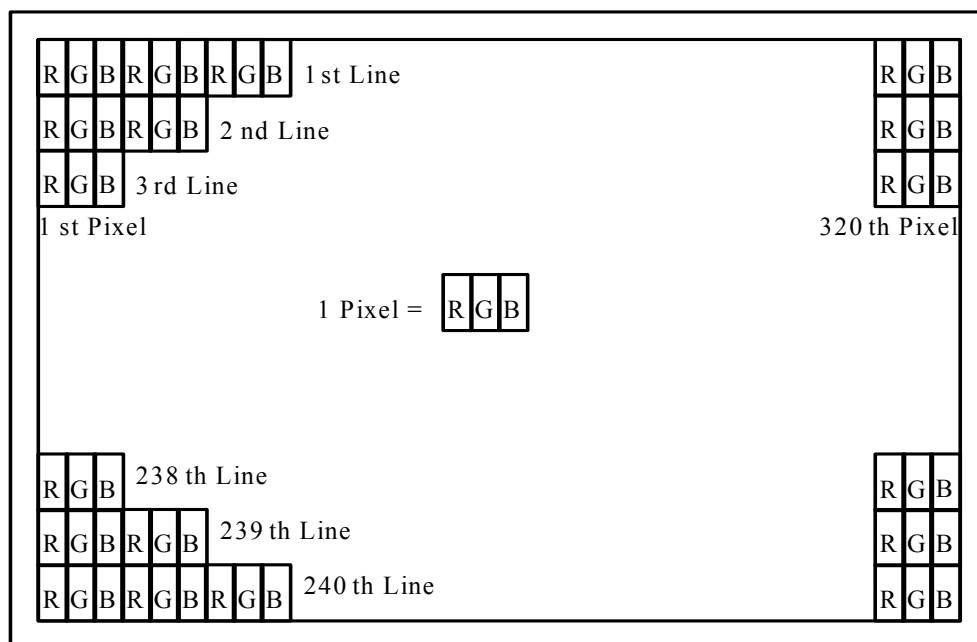 R G B R G B R G B 1 st Line R G B
R G B R G B 2 nd Line R G B
R G B 3 rd Line R G B
1 st Pixel 320 th Pixel
1 Pixel = R G B
R G B 238 th Line R G B
R G B R G B 239 th Line R G B
R G B R G B R G B 240 th Line R G B